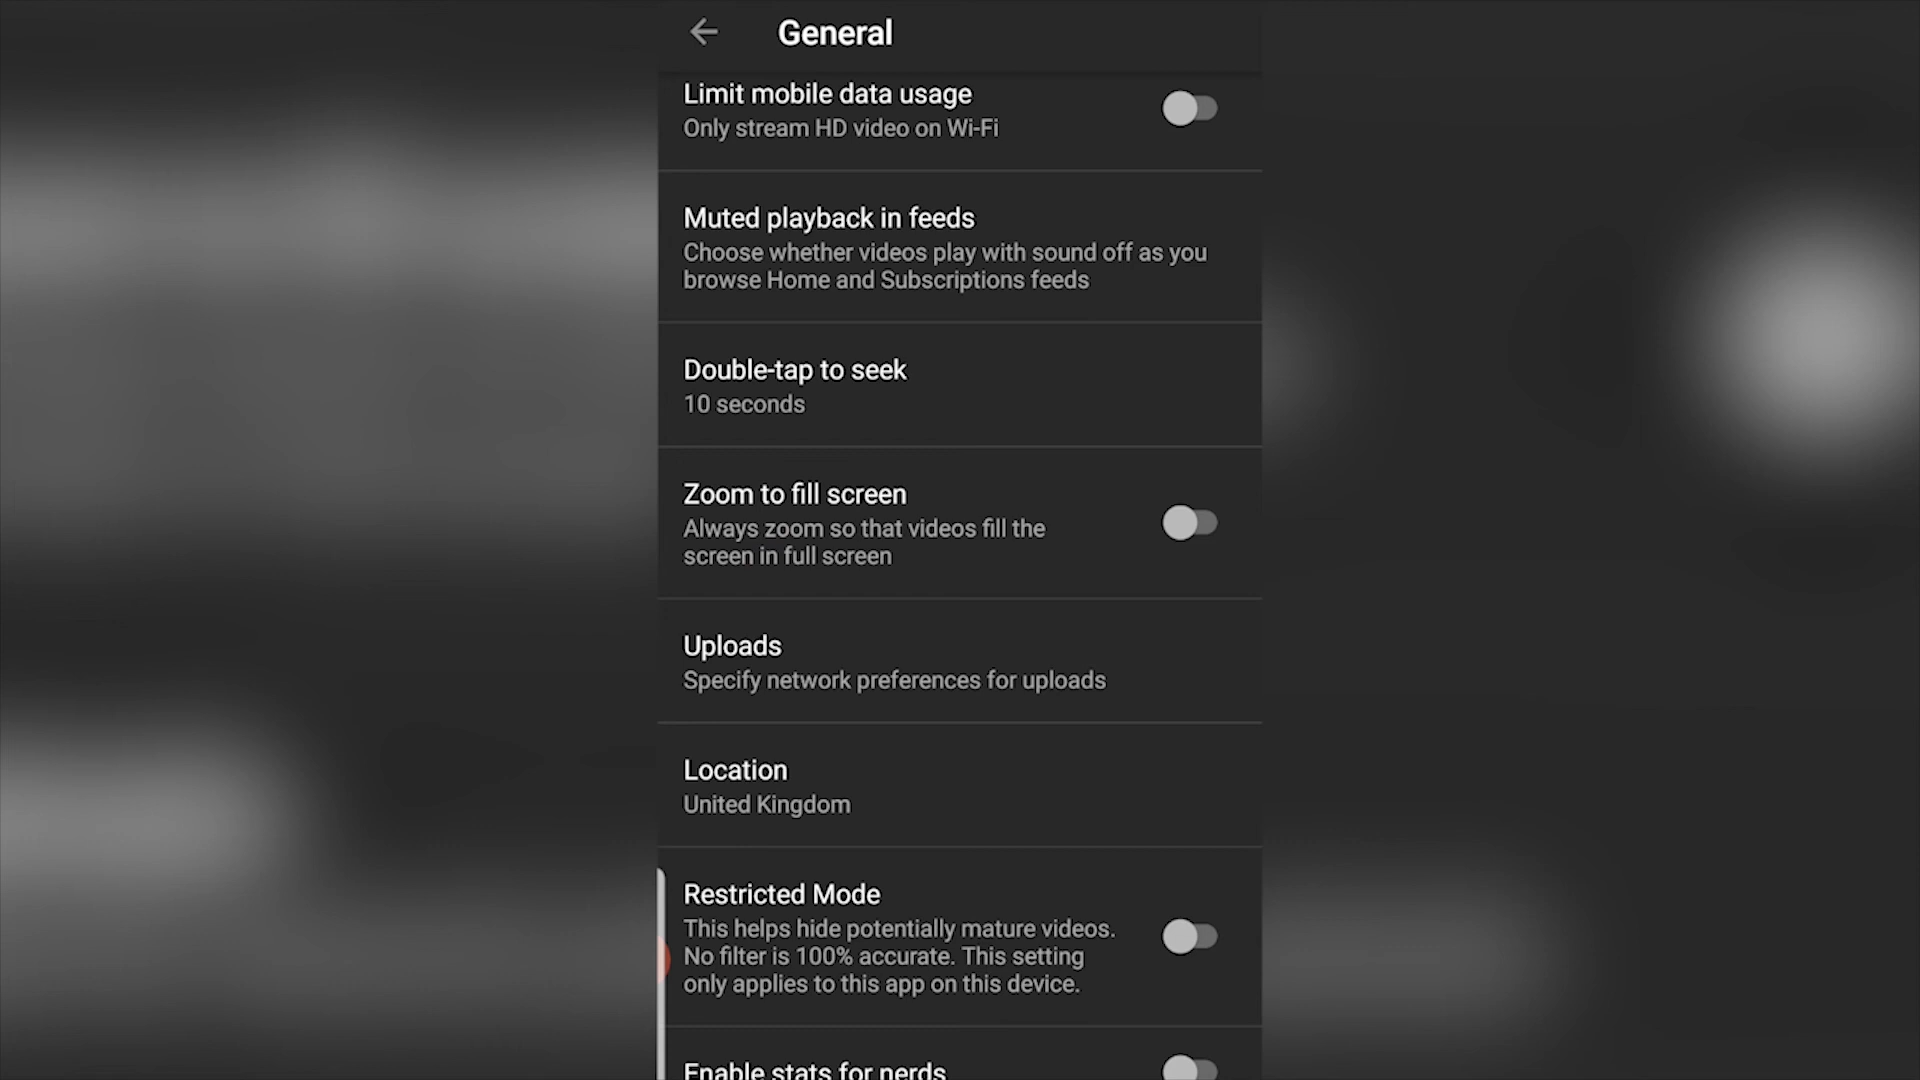 General
Limit mobile data usage
Only stream HD video on Wi-Fi
Muted playback in feeds
Choose whether videos play with sound off as you
browse Home and Subscriptions feeds
Double-tap to seek
10 seconds
Zoom to fill screen
Always zoom so that videos fill the
screen in full screen
Uploads
Specify network preferences for uploads
Location
United Kingdom
Restricted Mode
This helps hide potentially mature videos.
No filter is 100% accurate. This setting
only applies to this app on this device.
Enable stats for nerds